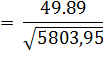 = 49.89 / √5803,95